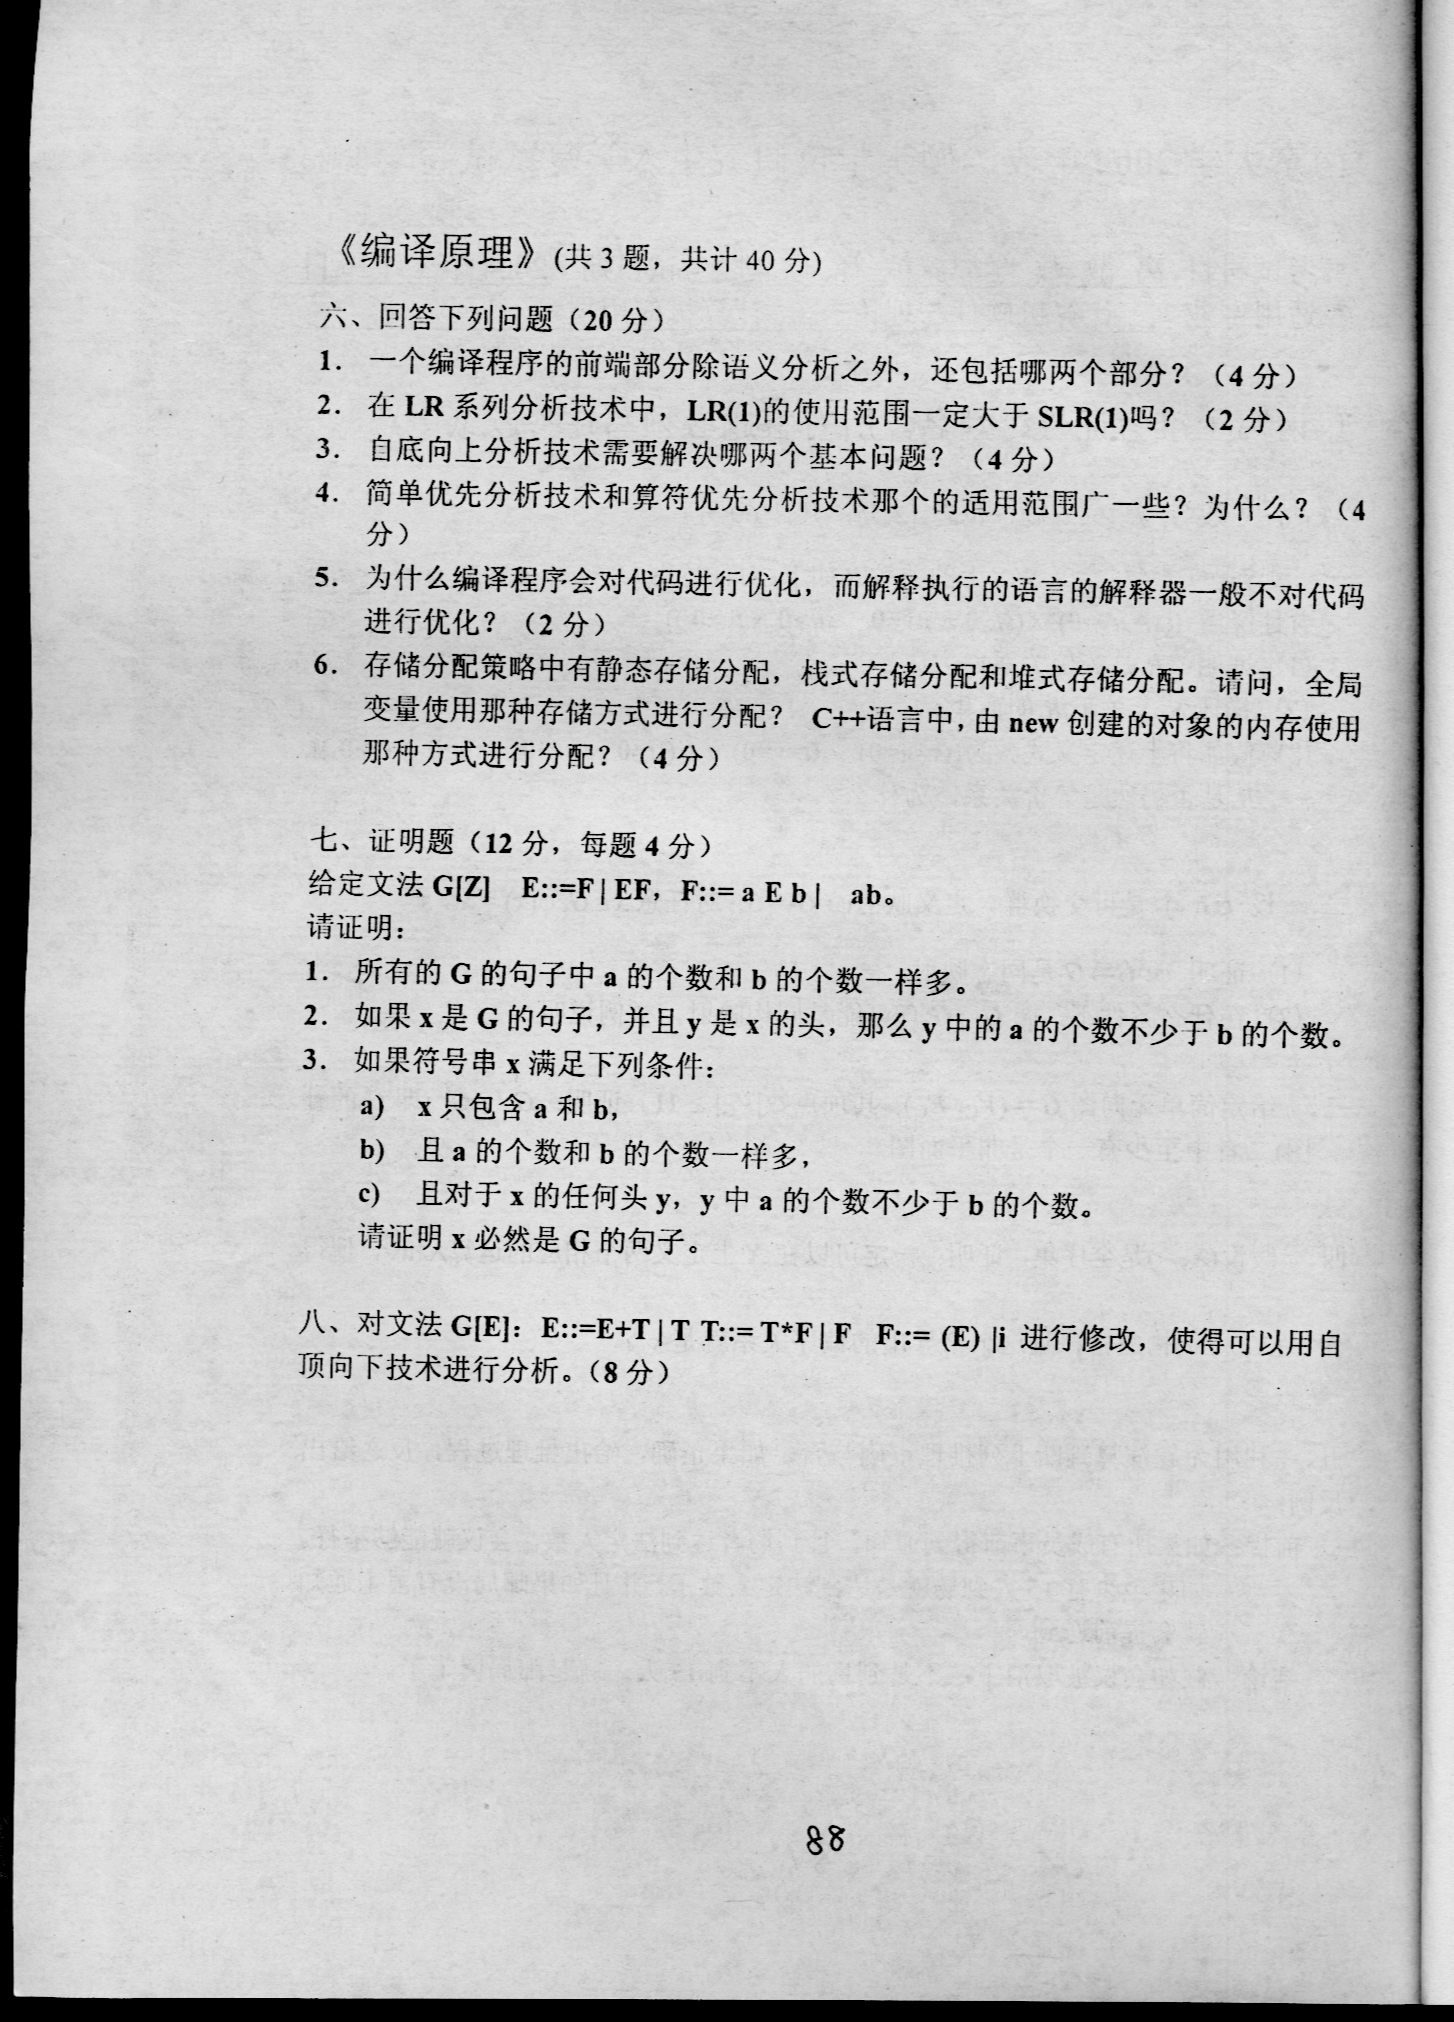 《编译原理》(共 3 题，共计 40 分)
六、回答下列问题（20 分）
1. 一个编译程序的前端部分除语义分析之外，还包括哪两个部分？（4 分）
2. 在 LR 系列分析技术中，LR(1)的使用范围一定大于 SLR(1)吗？（2 分）
3. 自底向上分析技术需要解决哪两个基本问题？（4 分）
4. 简单优先分析技术和算符优先分析技术那个的适用范围广一些？为什么？（4
分）
5. 为什么编译程序会对代码进行优化，而解释执行的语言的解释器一般不对代码
进行优化？（2 分）
6. 存储分配策略中有静态存储分配，栈式存储分配和堆式存储分配。请问，全局
变量使用那种存储方式进行分配？ C++语言中，由 new 创建的对象的内存使用
那种方式进行分配？（4 分）
七、证明题（12 分，每题 4 分）
给定文法 G[Z] E::=F | EF，F::= a E b | ab。
请证明：
1. 所有的 G 的句子中 a 的个数和 b 的个数一样多。
2. 如果 x 是 G 的句子，并且 y 是 x 的头，那么 y 中的 a 的个数不少于 b 的个数。
3. 如果符号串 x 满足下列条件：
a) x 只包含 a 和 b，
b) 且 a 的个数和 b 的个数一样多，
c) 且对于 x 的任何头 y，y 中 a 的个数不少于 b 的个数。
请证明 x 必然是 G 的句子。
八、对文法 G[E]：E::=E+T | T T::= T*F | F F::= (E) |i 进行修改，使得可以用自
顶向下技术进行分析。（8 分）
88